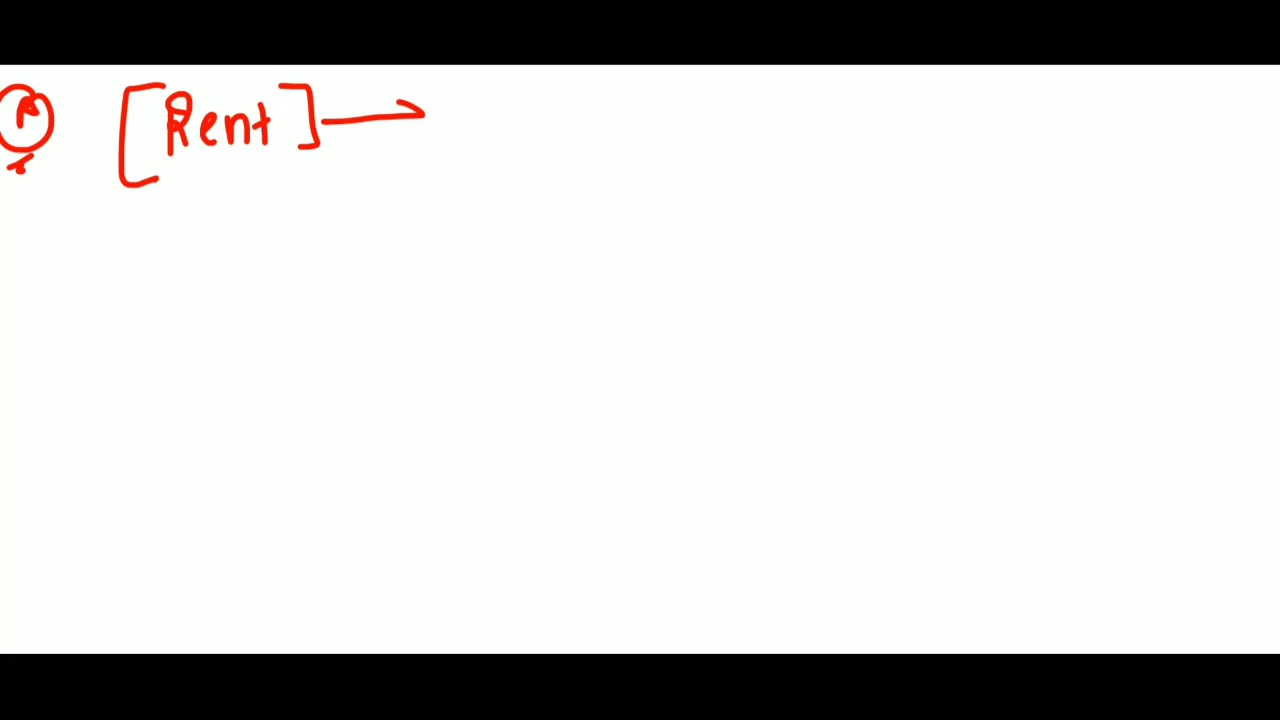 [Rent] →